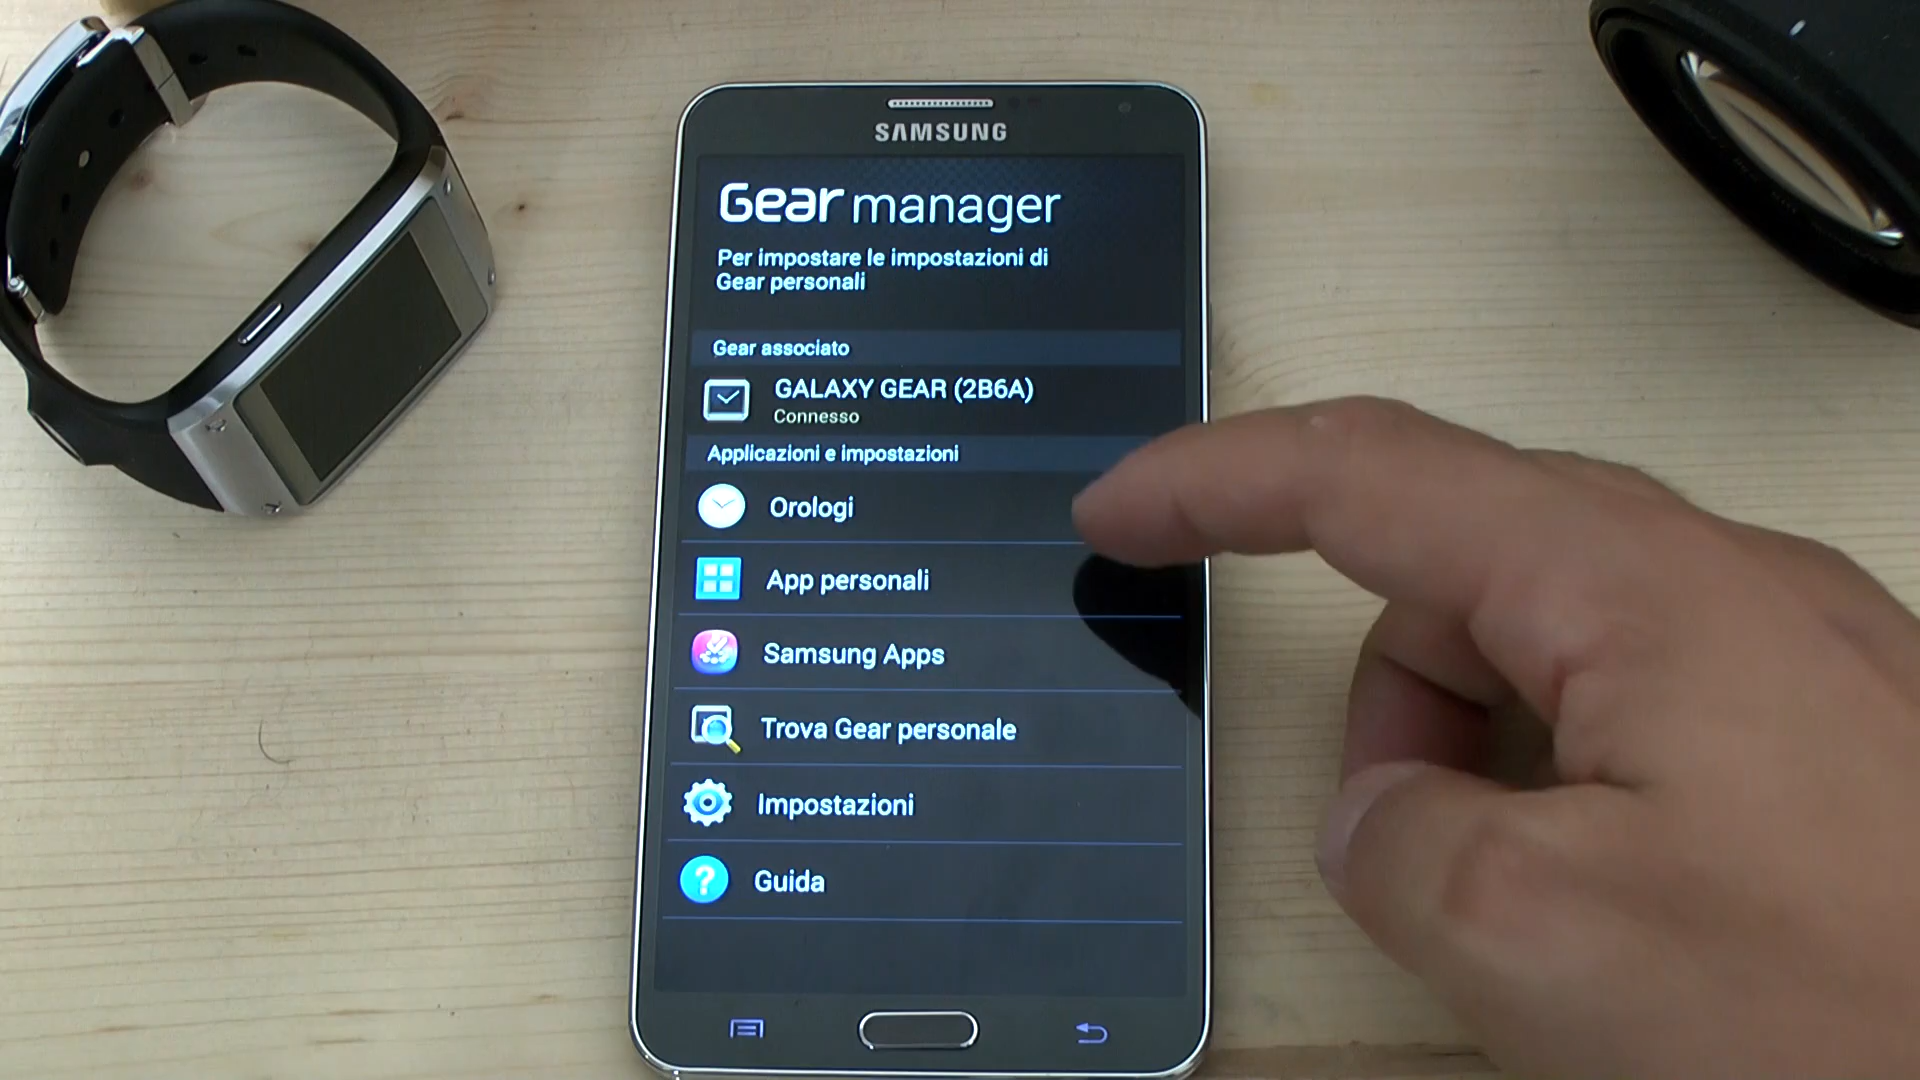 SAMSUNG
Gear manager
Per impostare le impostazioni di
Gear personali
Gear associato
GALAXY GEAR (2B6A)
Connesso
Applicazioni e impostazioni
Orologi
App personali
Samsung Apps
Trova Gear personale
Impostazioni
?
Guida